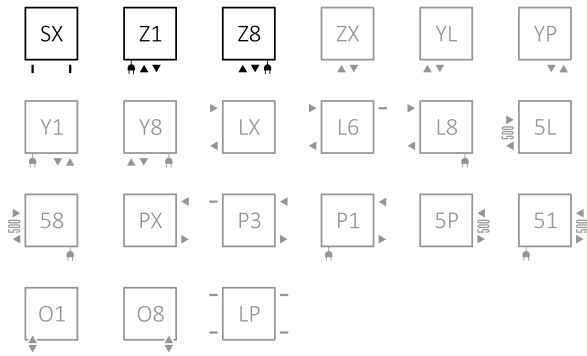 SX Z1 Z8 ZX YL YP
Y1 Y8 LX L6 L8 500 5L
500 58 PX P3 P1 5P 500 51 500
O1 O8 LP